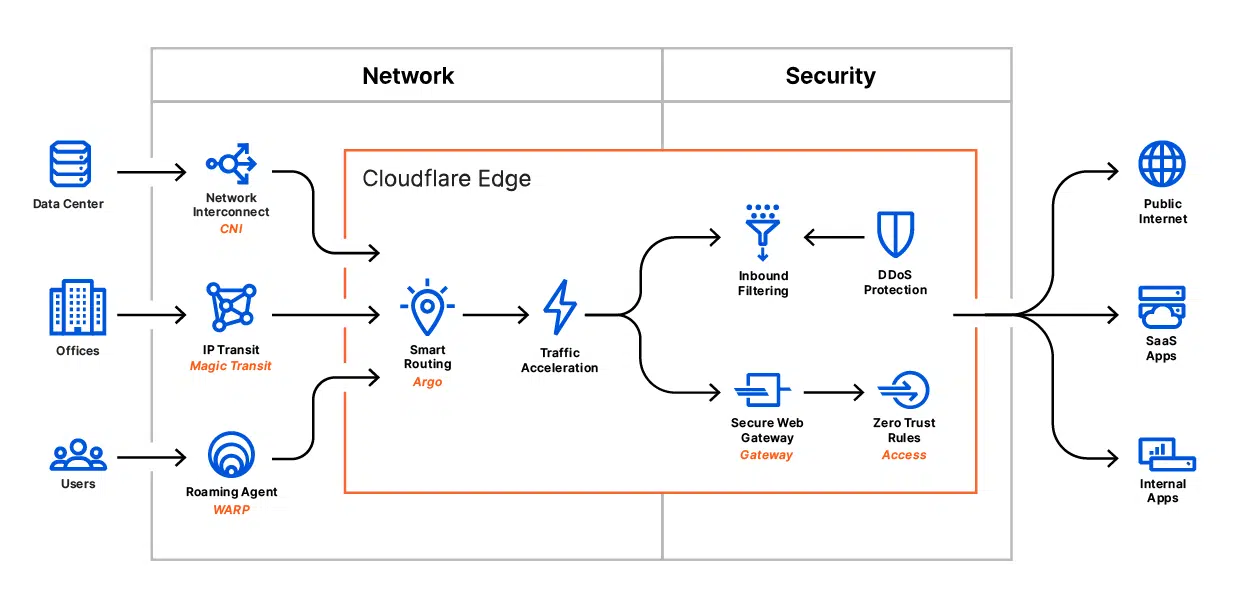 Network
Security
Cloudflare Edge
Data Center
Network
Interconnect
CNI
Offices
IP Transit
Magic Transit
Users
Roaming Agent
WARP
Smart
Routing
Argo
Traffic
Acceleration
Inbound
Filtering
DDoS
Protection
Secure Web
Gateway
Gateway
Zero Trust
Rules
Access
Public
Internet
SaaS
Apps
Internal
Apps